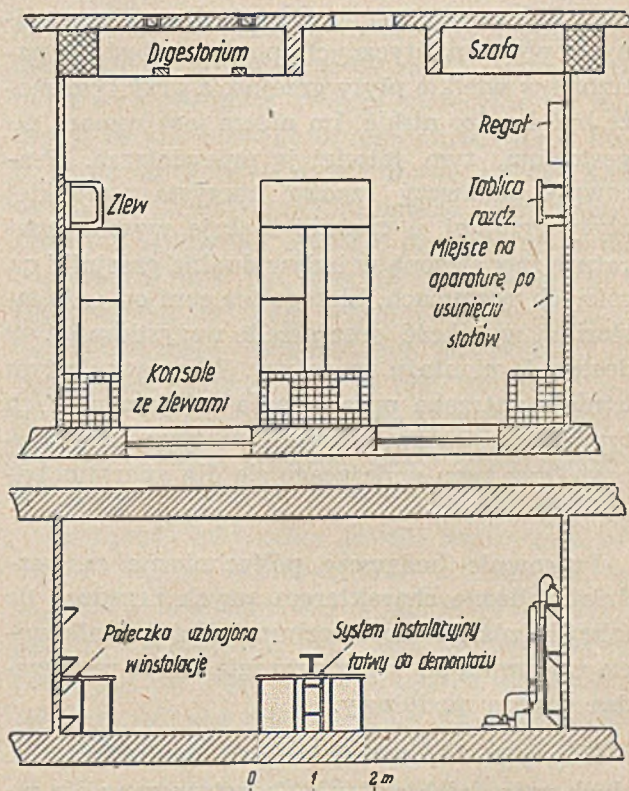 Digestorium
Szafa
Regał
Zlew
Tablica
rozdz.
Miejsce na
aparaturę po
usunięciu
stołów
Konsole
ze zlewami
Półeczka uzbrojona
w instalację
System instalacyjny
łatwy do demontażu
0 1 2 m